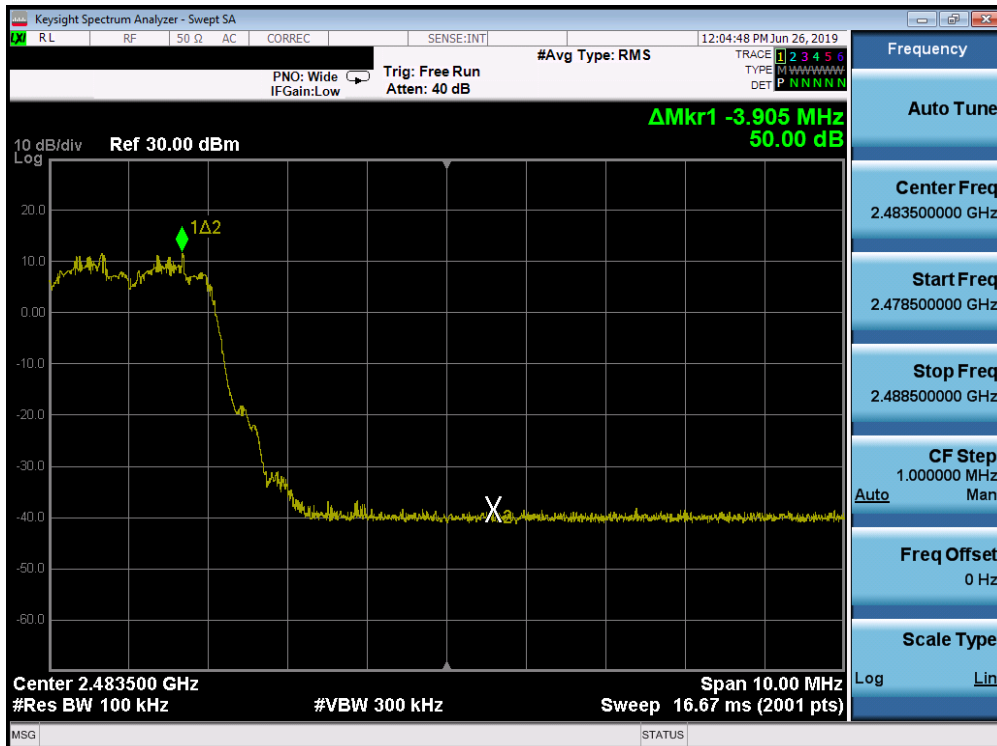 Keysight Spectrum Analyzer - Swept SA
LXI RL RF 50 Ω AC CORREC SENSE:INT 12:04:48 PM Jun 26, 2019
PNO: Wide Trig: Free Run #Avg Type: RMS TRACE 1 2 3 4 5 6
IFGain:Low Atten: 40 dB TYPE M W W W W W
DET P N N N N N
ΔMkr1 -3.905 MHz
50.00 dB
10 dB/div Ref 30.00 dBm
Log
20.0
1Δ2
10.0
0.00
-10.0
-20.0
-30.0
-40.0
X
-50.0
-60.0
Center 2.483500 GHz Span 10.00 MHz
#Res BW 100 kHz #VBW 300 kHz Sweep 16.67 ms (2001 pts)
MSG STATUS
Frequency
Auto Tune
Center Freq
2.483500000 GHz
Start Freq
2.478500000 GHz
Stop Freq
2.488500000 GHz
CF Step
1.000000 MHz
Auto Man
Freq Offset
0 Hz
Scale Type
Log Lin